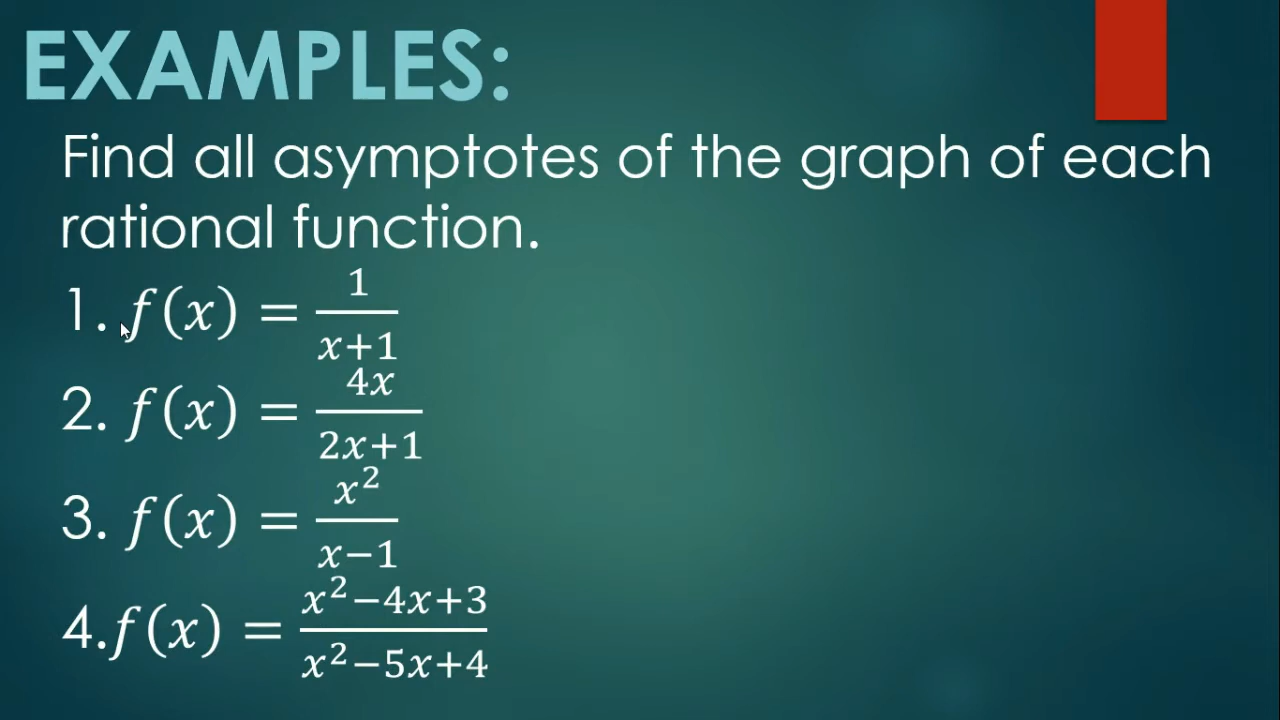 EXAMPLES:
Find all asymptotes of the graph of each
rational function.
1. 𝑓(𝑥) = 1/(𝑥+1)
2. 𝑓(𝑥) = 4𝑥/(2𝑥+1)
3. 𝑓(𝑥) = 𝑥²/(𝑥−1)
4.𝑓(𝑥) = (𝑥²−4𝑥+3)/(𝑥²−5𝑥+4)